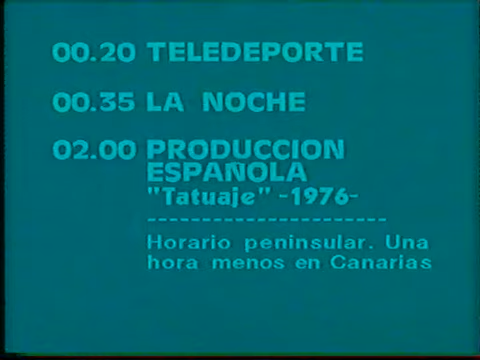 00.20 TELEDEPORTE
00.35 LA NOCHE
02.00 PRODUCCION
ESPAÑOLA
"Tatuaje" -1976-
----------------------
Horario peninsular. Una
hora menos en Canarias